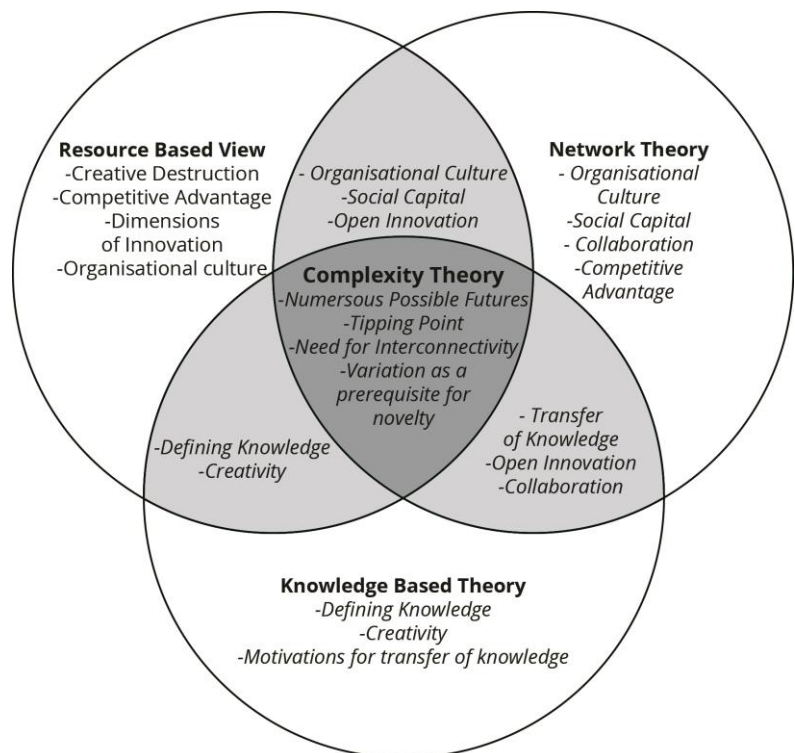 Resource Based View
-Creative Destruction
-Competitive Advantage
-Dimensions
of Innovation
-Organisational culture
- Organisational Culture
-Social Capital
-Open Innovation
Network Theory
- Organisational
Culture
-Social Capital
- Collaboration
-Competitive
Advantage
Complexity Theory
-Numersous Possible Futures
-Tipping Point
-Need for Interconnectivity
-Variation as a
prerequisite for
novelty
-Defining Knowledge
-Creativity
- Transfer
of Knowledge
-Open Innovation
-Collaboration
Knowledge Based Theory
-Defining Knowledge
-Creativity
-Motivations for transfer of knowledge